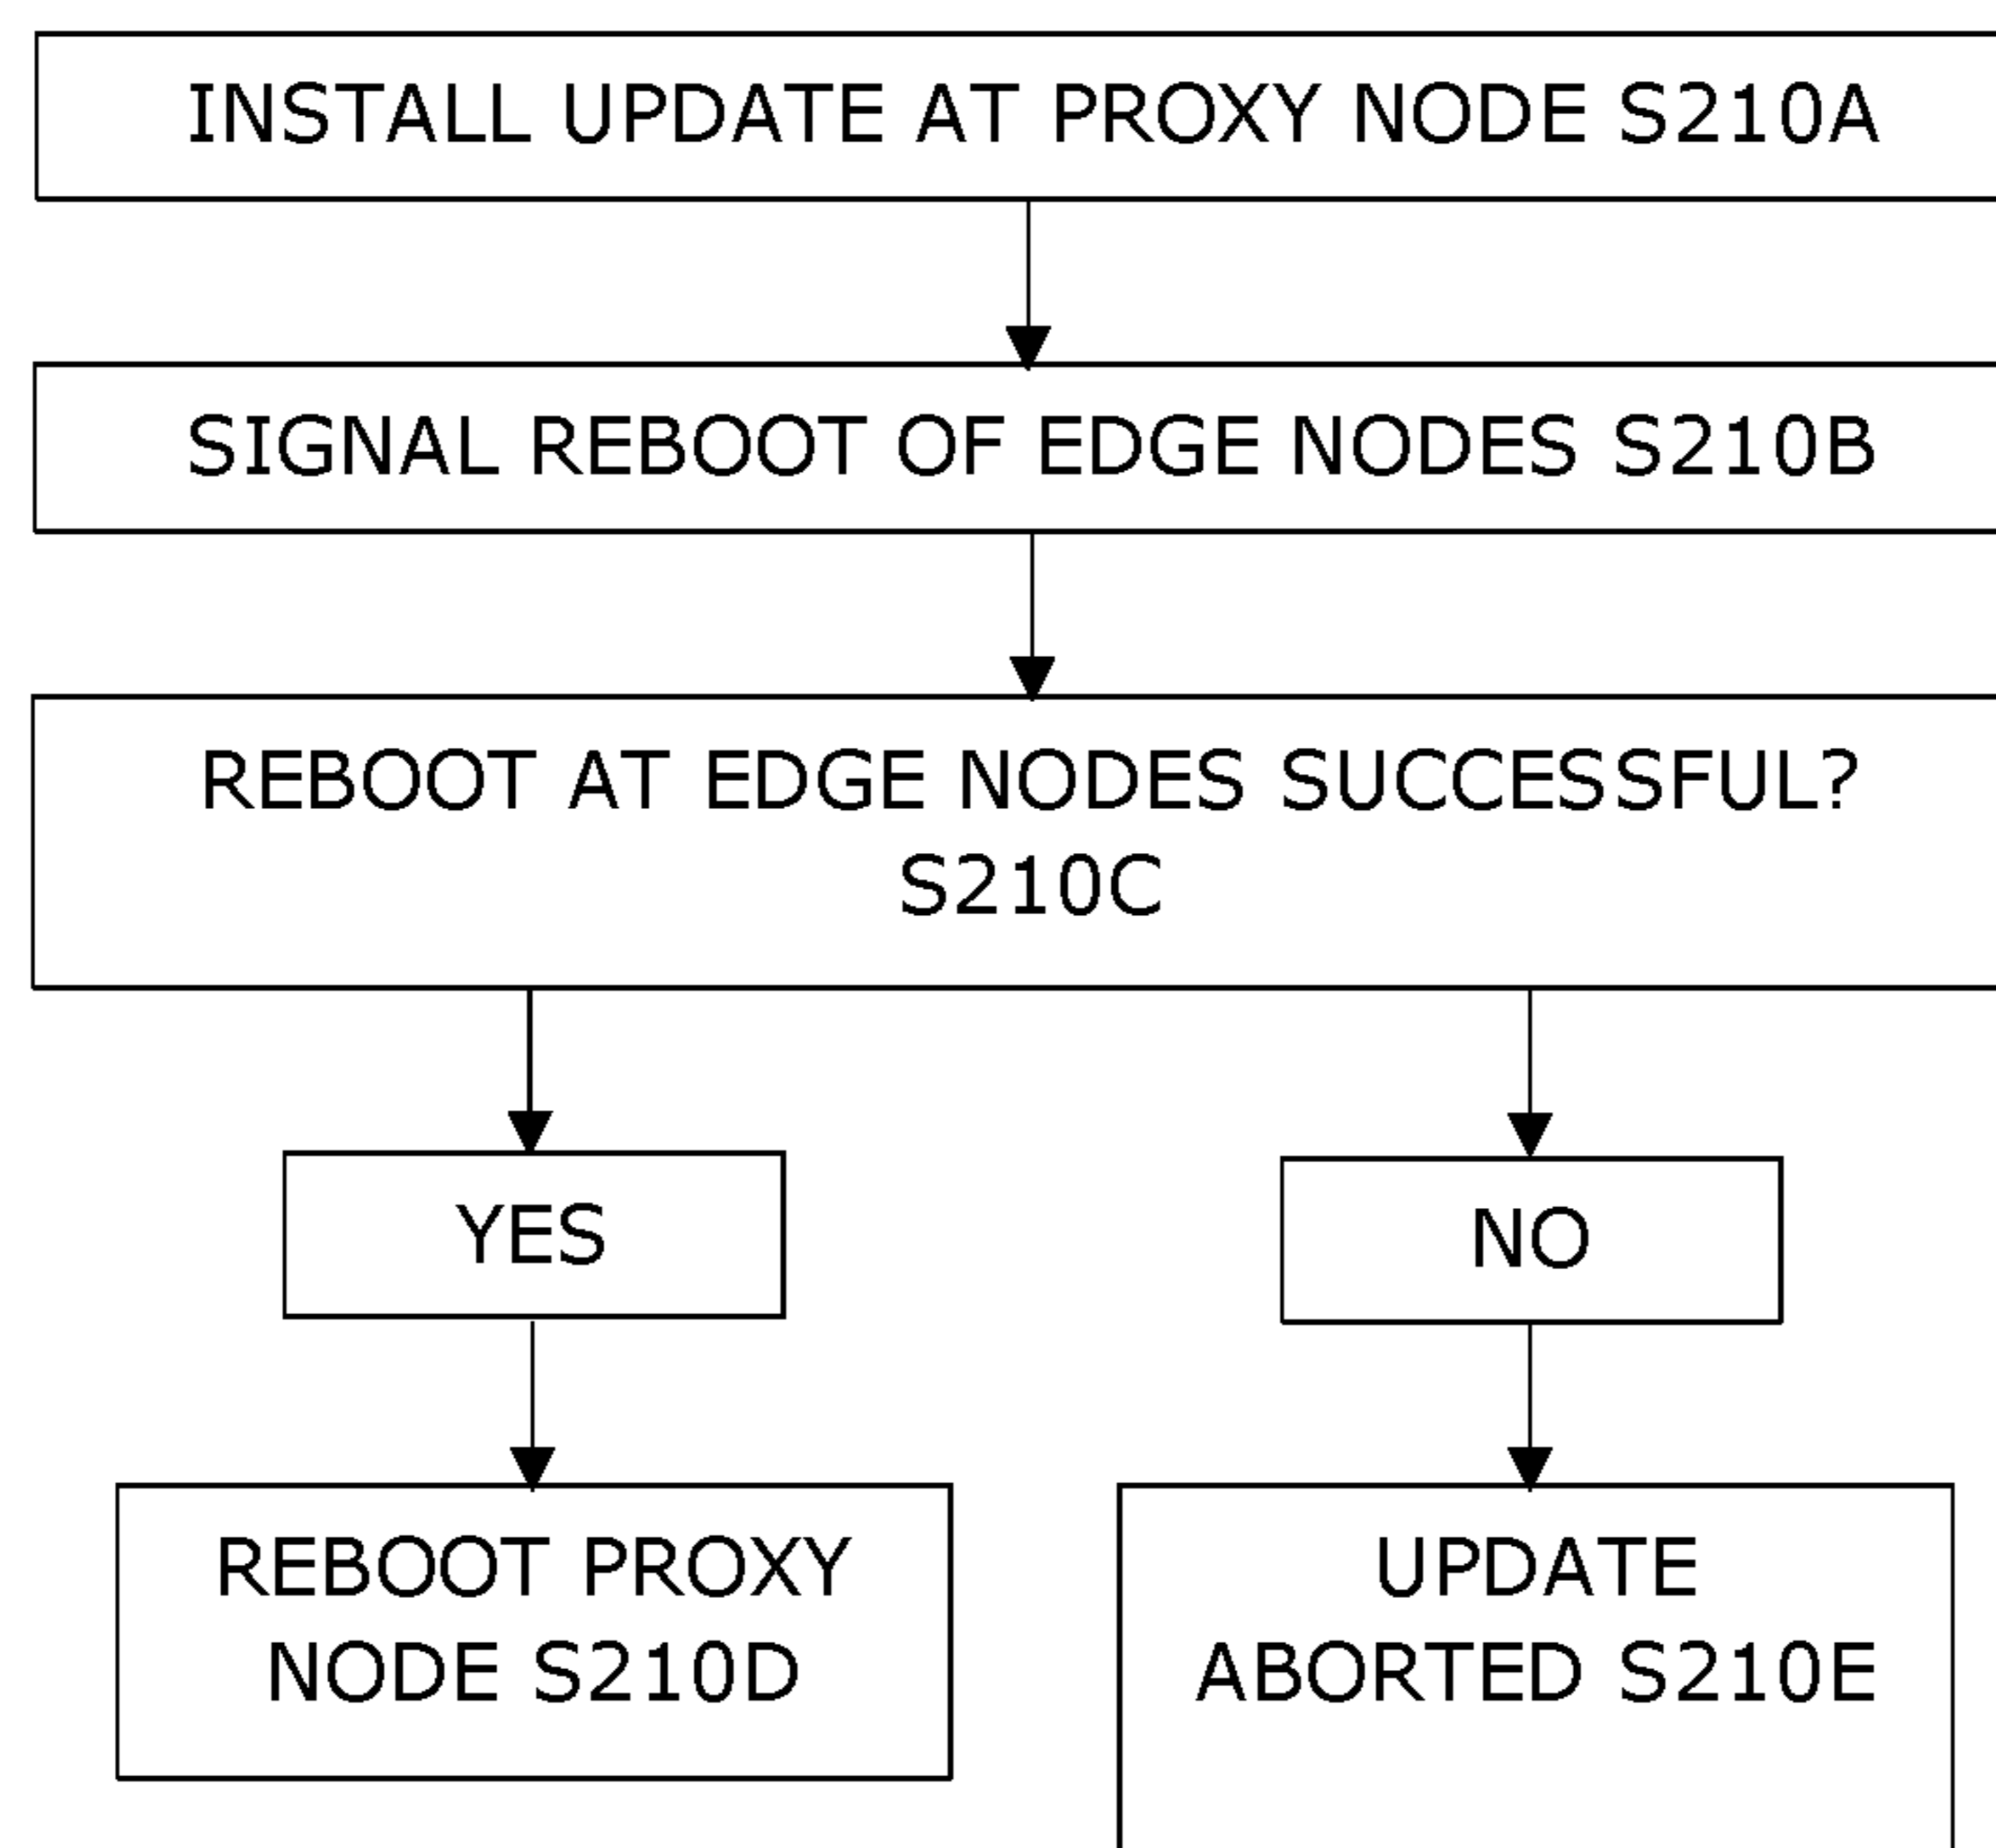 INSTALL UPDATE AT PROXY NODE S210A
SIGNAL REBOOT OF EDGE NODES S210B
REBOOT AT EDGE NODES SUCCESSFUL?
S210C
YES
NO
REBOOT PROXY
NODE S210D
UPDATE
ABORTED S210E